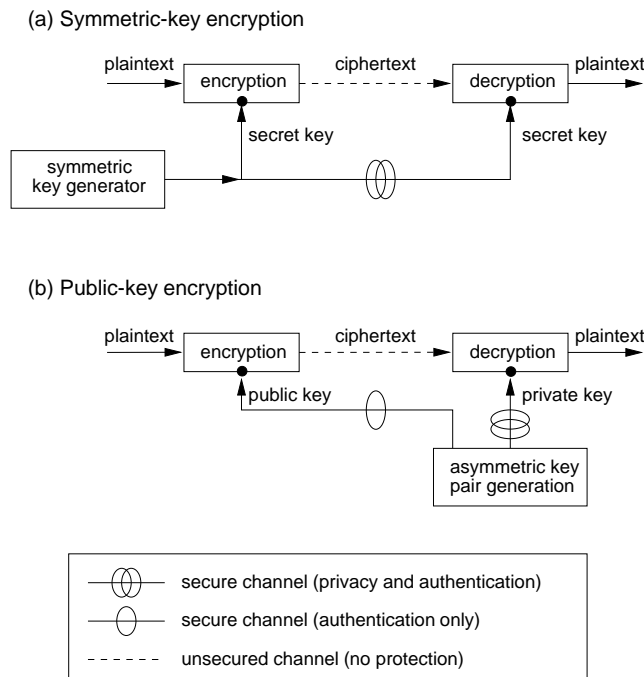 (a) Symmetric-key encryption
plaintext
encryption
ciphertext
decryption
plaintext
secret key
secret key
symmetric
key generator
(b) Public-key encryption
plaintext
encryption
ciphertext
decryption
plaintext
public key
private key
asymmetric key
pair generation
secure channel (privacy and authentication)
secure channel (authentication only)
unsecured channel (no protection)